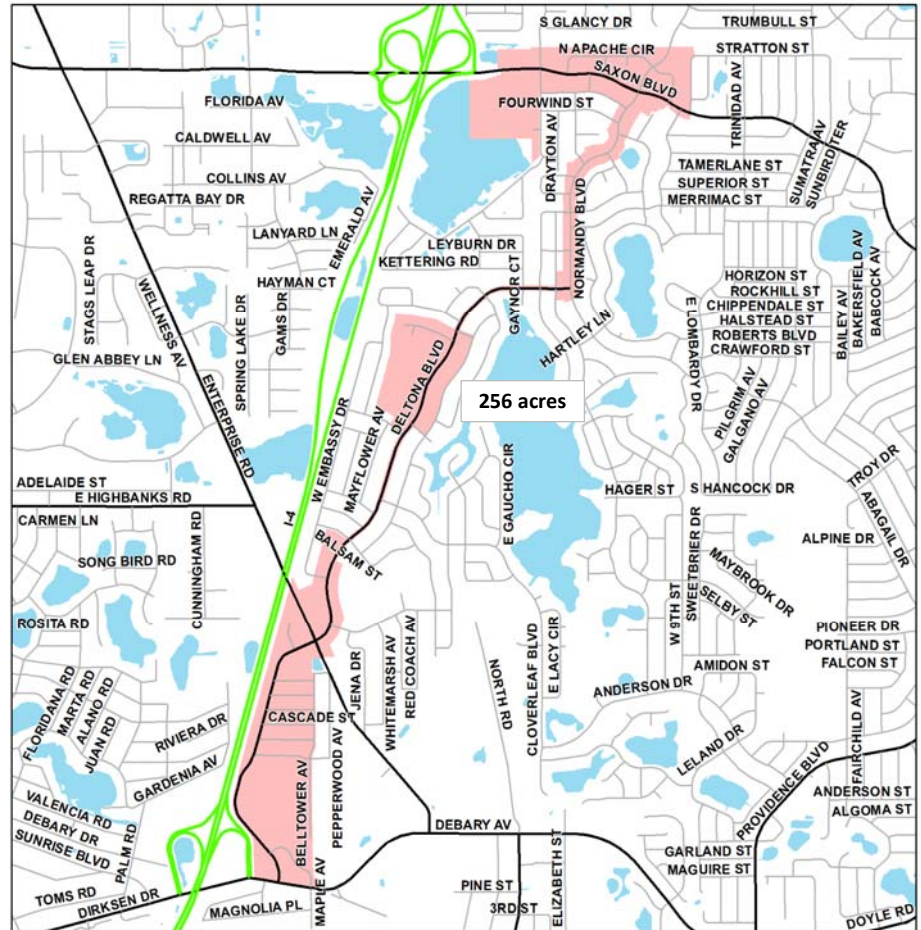 S GLANCY DR
TRUMBULL ST
N APACHE CIR
STRATTON ST
SAXON BLVD
FLORIDA AV
FOURWIND ST
TRINIDAD AV
CALDWELL AV
DRAYTON AV
SUMATRA AV
SUNBIRD TER
TAMERLANE ST
COLLINS AV
SUPERIOR ST
REGATTA BAY DR
MERRIMAC ST
EMERALD AV
NORMANDY BLVD
LANYARD LN
LEYBURN DR
KETTERING RD
STAGS LEAP DR
WELLNESS AV
HAYMAN CT
GAYNOR CT
HORIZON ST
ROCKHILL ST
CHIPPENDALE ST
HALSTEAD ST
ROBERTS BLVD
CRAWFORD ST
BAILEY AV
BAKERSFIELD AV
BABCOCK AV
SPRING LAKE DR
GAMS DR
E LOMBARDY DR
HARTLEY LN
GLEN ABBEY LN
DELTONA BLVD
ENTERPRISE RD
256 acres
PILGRIM AV
GALGANO AV
W EMBASSY DR
MAYFLOWER AV
E GAUCHO CIR
TROY DR
ADELAIDE ST
E HIGHBANKS RD
HAGER ST
S HANCOCK DR
ABAGAIL DR
CARMEN LN
I-4
CUNNINGHAM RD
SONG BIRD RD
BALSAM ST
ALPINE DR
SWEETBRIER DR
MAYBROOK DR
SELBY ST
W 9TH ST
ROSITA RD
PIONEER DR
PORTLAND ST
FALCON ST
JENA DR
WHITEMARSH AV
RED COACH AV
NORTH RD
CLOVERLEAF BLVD
E LACY CIR
AMIDON ST
ANDERSON DR
FLORIDANA RD
MARTA RD
ALANO RD
JUAN RD
RIVIERA DR
CASCADE ST
GARDENIA AV
BELLTOWER AV
PEPPERWOOD AV
LELAND DR
PROVIDENCE BLVD
FAIRCHILD AV
ANDERSON ST
ALGOMA ST
VALENCIA RD
DEBARY DR
SUNRISE BLVD
PALM RD
DEBARY AV
ELIZABETH ST
GARLAND ST
MAGUIRE ST
TOMS RD
DIRKSEN DR
MAGNOLIA PL
MAPLE AV
PINE ST
3RD ST
DOYLE RD